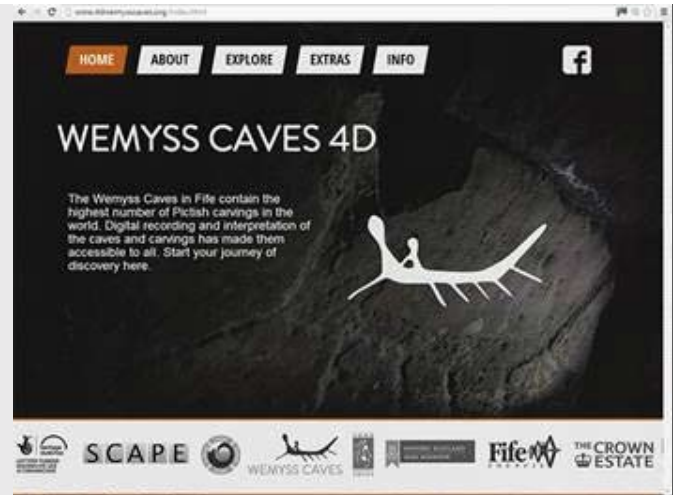 HOME ABOUT EXPLORE EXTRAS INFO
WEMYSS CAVES 4D
The Wemyss Caves in Fife contain the
highest number of Pictish carvings in the
world. Digital recording and interpretation of
the caves and carvings has made them
accessible to all. Start your journey of
discovery here.
SCAPE
WEMYSS CAVES
Fife
THE CROWN
ESTATE